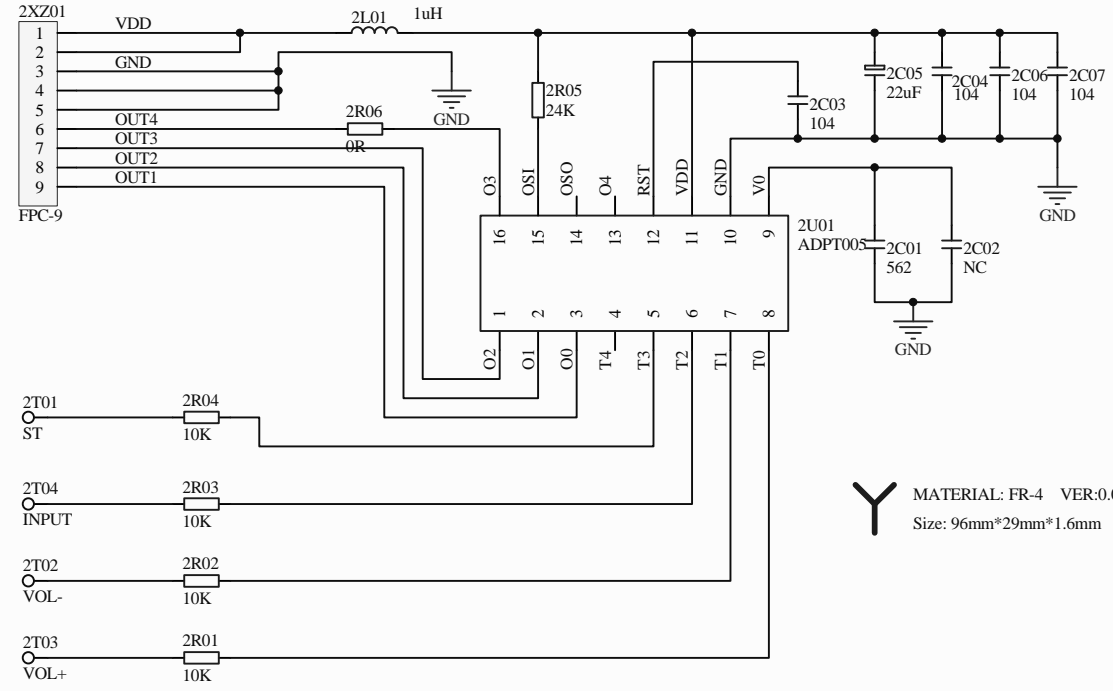 2XZ01
1 VDD
2
3 GND
4
5
6 OUT4
7 OUT3
8 OUT2
9 OUT1
FPC-9
2L01 1uH
GND
2R06
0R
2R05
24K
2C03
104
2C05
22uF
2C04
104
2C06
104
2C07
104
GND
O3 OSI OSO O4 RST VDD GND V0
16 15 14 13 12 11 10 9
2U01
ADPT005
1 2 3 4 5 6 7 8
O2 O1 O0 T4 T3 T2 T1 T0
2C01
562
2C02
NC
GND
2T01
ST
2R04
10K
2T04
INPUT
2R03
10K
2T02
VOL-
2R02
10K
2T03
VOL+
2R01
10K
MATERIAL: FR-4 VER:0.
Size: 96mm*29mm*1.6mm